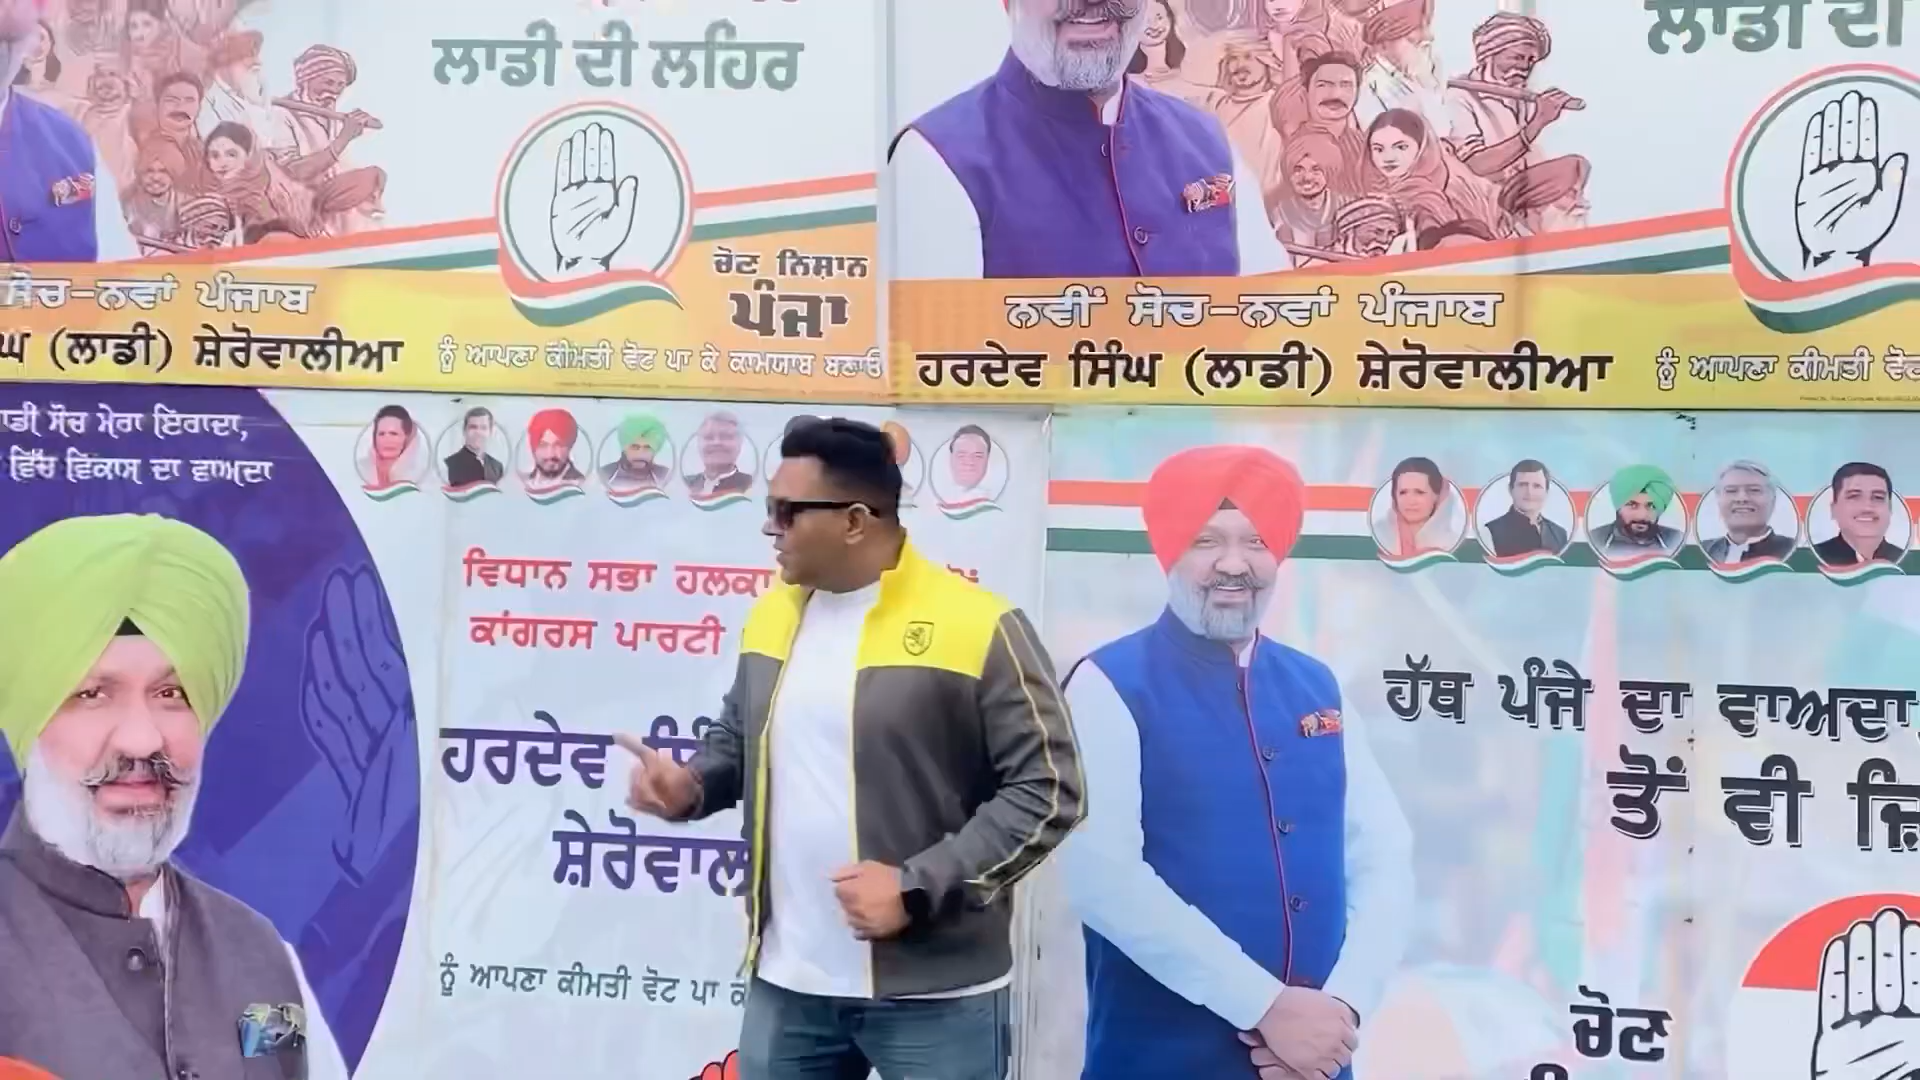 ਲਾਡੀ ਦੀ ਲਹਿਰ
ਚੋਣ ਨਿਸ਼ਾਨ
ਪੰਜਾ
ਸੋਚ-ਨਵਾਂ ਪੰਜਾਬ
ਘ (ਲਾਡੀ) ਸ਼ੇਰੋਵਾਲੀਆ
ਨੂੰ ਆਪਣਾ ਕੀਮਤੀ ਵੋਟ ਪਾ ਕੇ ਕਾਮਯਾਬ ਬਣਾਓ
ਲਾਡੀ ਦੀ
ਨਵੀਂ ਸੋਚ-ਨਵਾਂ ਪੰਜਾਬ
ਹਰਦੇਵ ਸਿੰਘ (ਲਾਡੀ) ਸ਼ੇਰੋਵਾਲੀਆ
ਨੂੰ ਆਪਣਾ ਕੀਮਤੀ ਵੋਟ
ਸੋਚ ਮੇਰਾ ਇਰਾਦਾ,
ਵਿੱਚ ਵਿਕਾਸ ਦਾ ਵਾਅਦਾ
ਵਿਧਾਨ ਸਭਾ ਹਲਕਾ
ਕਾਂਗਰਸ ਪਾਰਟੀ
ਹਰਦੇਵ
ਸ਼ੇਰੋਵਾਲ
ਨੂੰ ਆਪਣਾ ਕੀਮਤੀ ਵੋਟ ਪਾ ਕੇ
ਹੱਥ ਪੰਜੇ ਦਾ ਵਾਅਦਾ
ਤੋਂ ਵੀ
ਚੋਣ